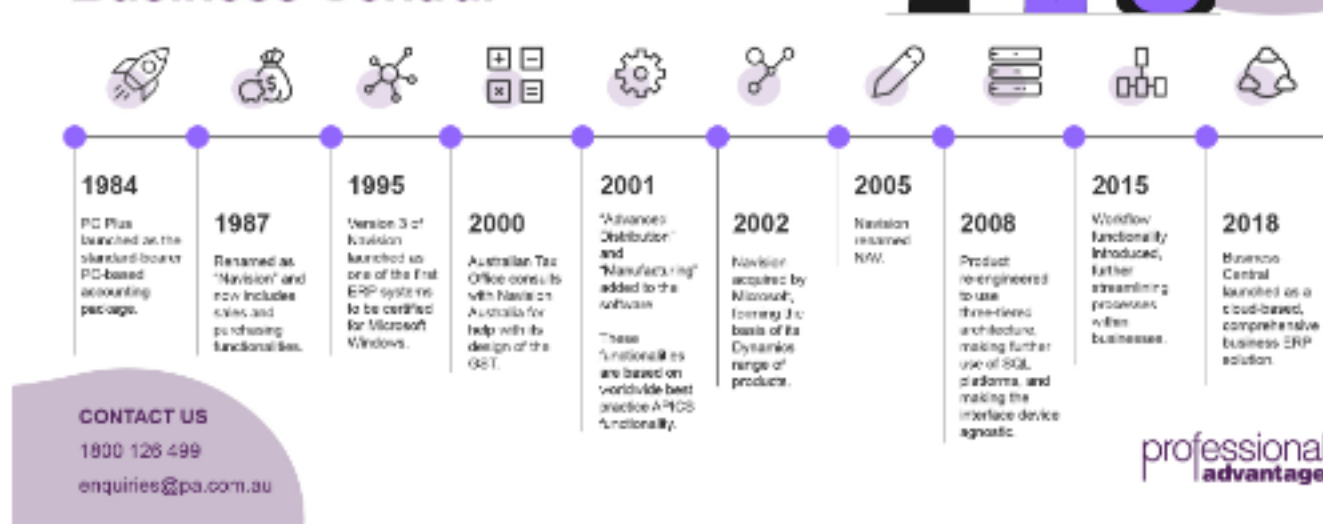 Business Central
1984
PC Plus
launched as the
standard-bearer
PC-based
accounting
package.
1987
Renamed as
"Navision" and
now includes
sales and
purchasing
functionalities.
1995
Version 3 of
Navision
launched as
one of the first
ERP systems
to be certified
for Microsoft
Windows.
2000
Australian Tax
Office consults
with Navision
Australia for
help with its
design of the
GST.
2001
"Advanced
Distribution"
and
"Manufacturing"
added to the
software.
These
functionalities
are based on
worldwide best
practice APICS
functionality.
2002
Navision
acquired by
Microsoft,
forming the
basis of its
Dynamics
range of
products.
2005
Navision
renamed
NAV.
2008
Product
re-engineered
to use
three-tiered
architecture,
making further
use of SQL
platforms, and
making the
interface device
agnostic.
2015
Workflow
functionality
introduced,
further
streamlining
processes
within
businesses.
2018
Business
Central
launched as a
cloud-based,
comprehensive
business ERP
solution.
CONTACT US
1800 126 499
enquiries@pa.com.au
professional
advantage